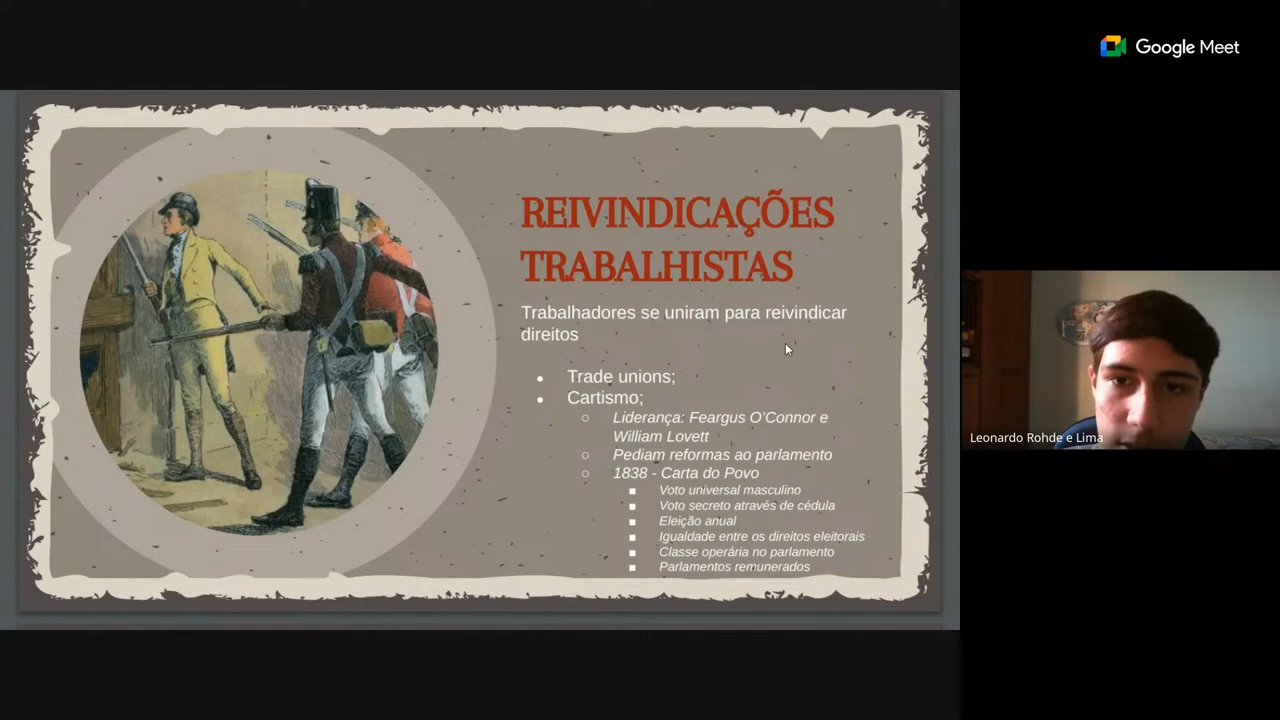 Google Meet
REIVINDICAÇÕES
TRABALHISTAS
Trabalhadores se uniram para reivindicar
direitos
● Trade unions;
● Cartismo;
○ Liderança: Feargus O'Connor e
William Lovett
○ Pediam reformas ao parlamento
○ 1838 - Carta do Povo
■ Voto universal masculino
■ Voto secreto através de cédula
■ Eleição anual
■ Igualdade entre os direitos eleitorais
■ Classe operária no parlamento
■ Parlamentos remunerados
Leonardo Rohde e Lima